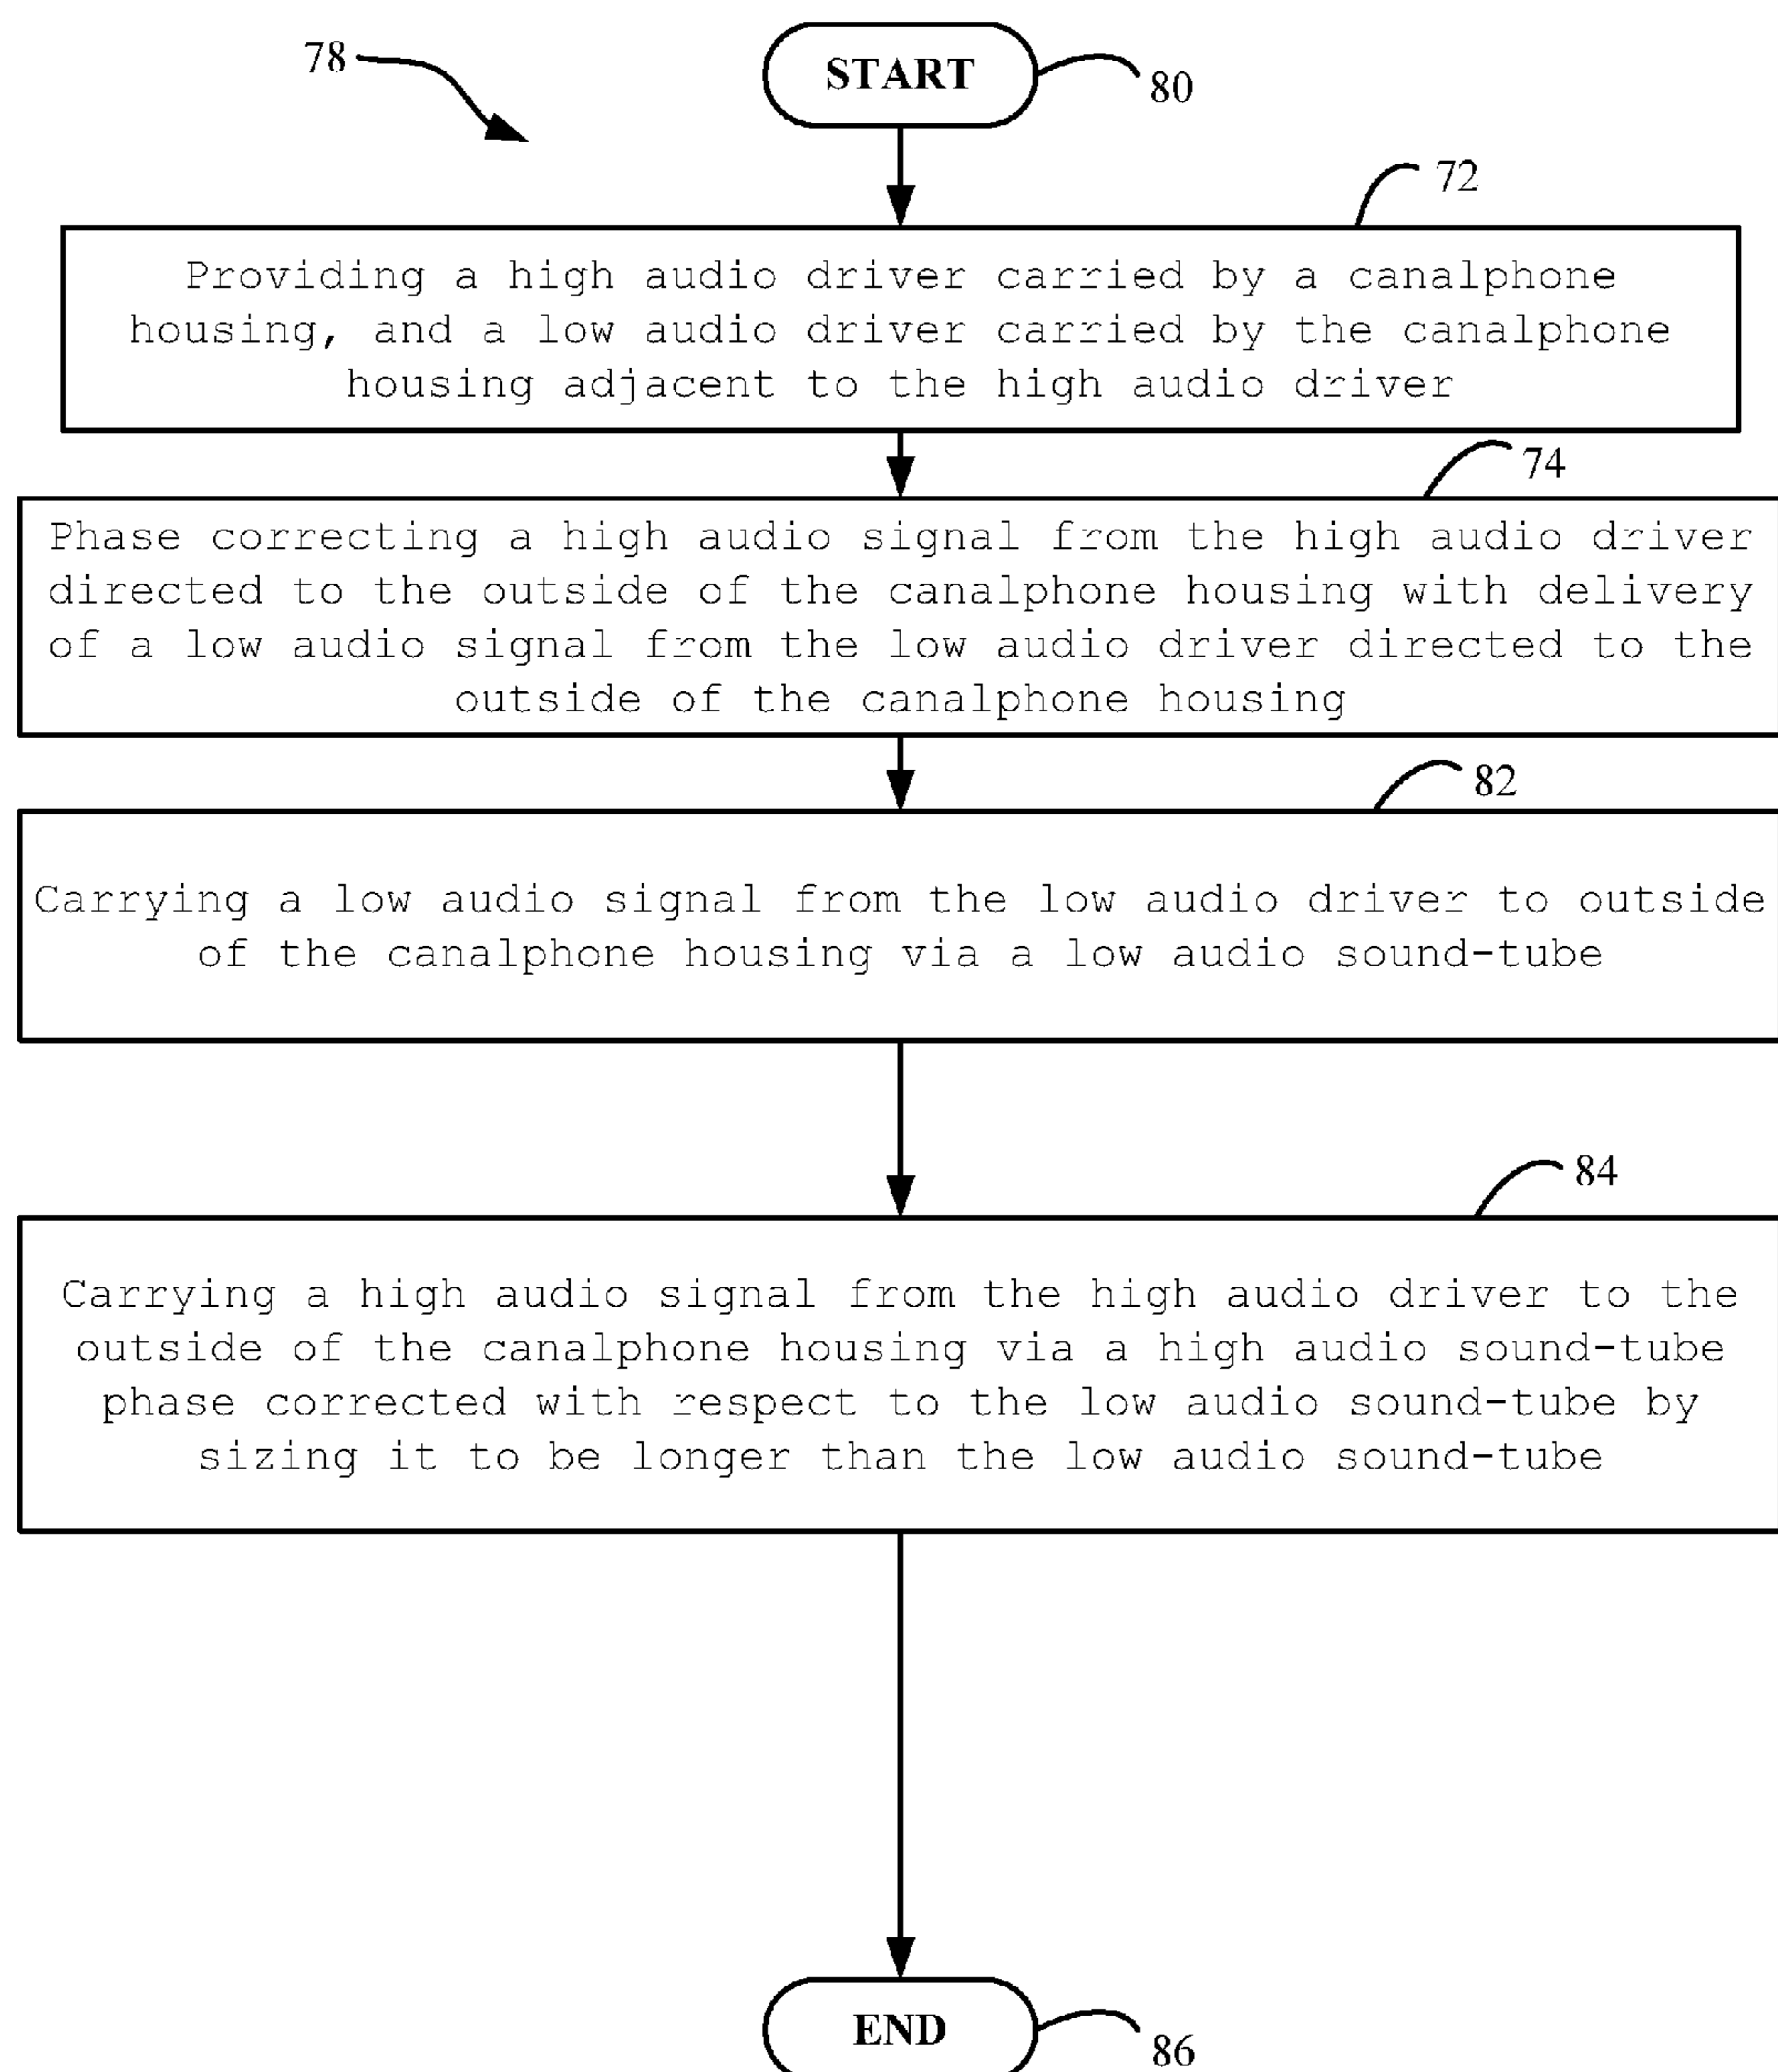 78
START
80
72
Providing a high audio driver carried by a canalphone
housing, and a low audio driver carried by the canalphone
housing adjacent to the high audio driver
74
Phase correcting a high audio signal from the high audio driver
directed to the outside of the canalphone housing with delivery
of a low audio signal from the low audio driver directed to the
outside of the canalphone housing
82
Carrying a low audio signal from the low audio driver to outside
of the canalphone housing via a low audio sound-tube
84
Carrying a high audio signal from the high audio driver to the
outside of the canalphone housing via a high audio sound-tube
phase corrected with respect to the low audio sound-tube by
sizing it to be longer than the low audio sound-tube
END
86